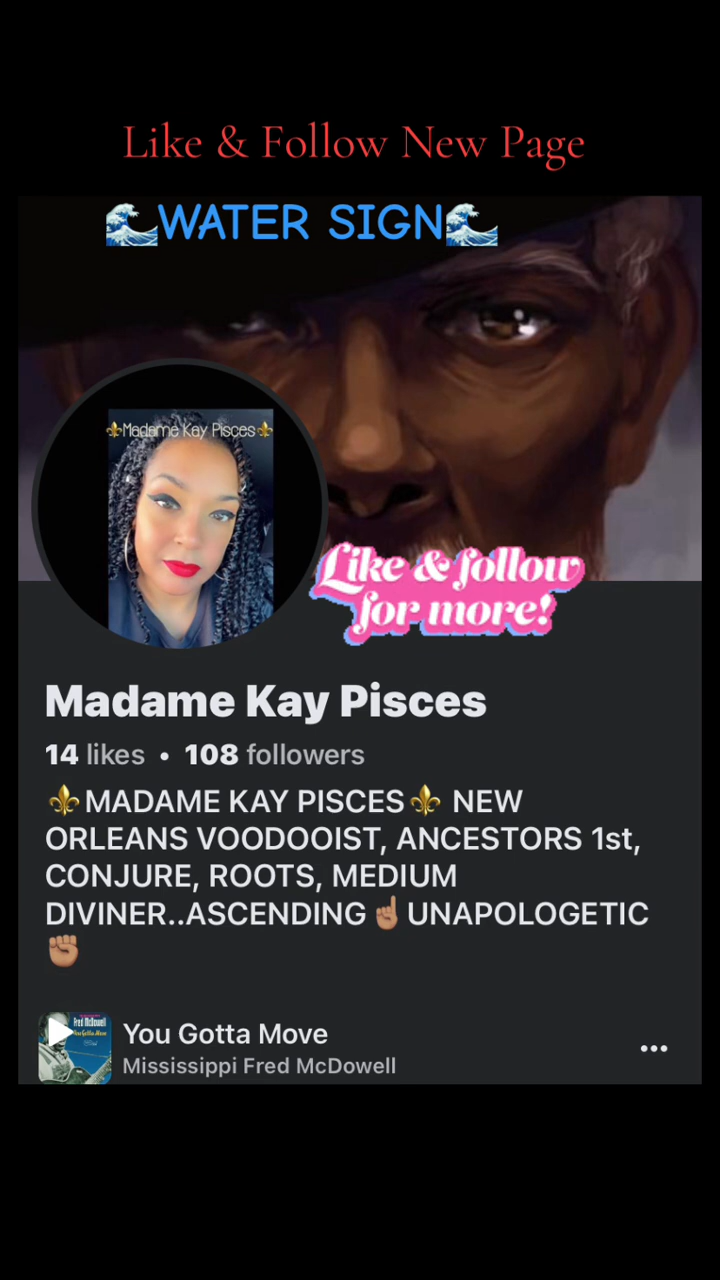 Like & Follow New Page
🌊WATER SIGN🌊
⚜️Madame Kay Pisces⚜️
Like & follow
for more!
Madame Kay Pisces
14 likes • 108 followers
⚜️MADAME KAY PISCES⚜️ NEW
ORLEANS VOODOOIST, ANCESTORS 1st,
CONJURE, ROOTS, MEDIUM
DIVINER..ASCENDING☝🏽UNAPOLOGETIC
✊🏽
Fred McDowell
You Gotta Move
Mississippi Fred McDowell